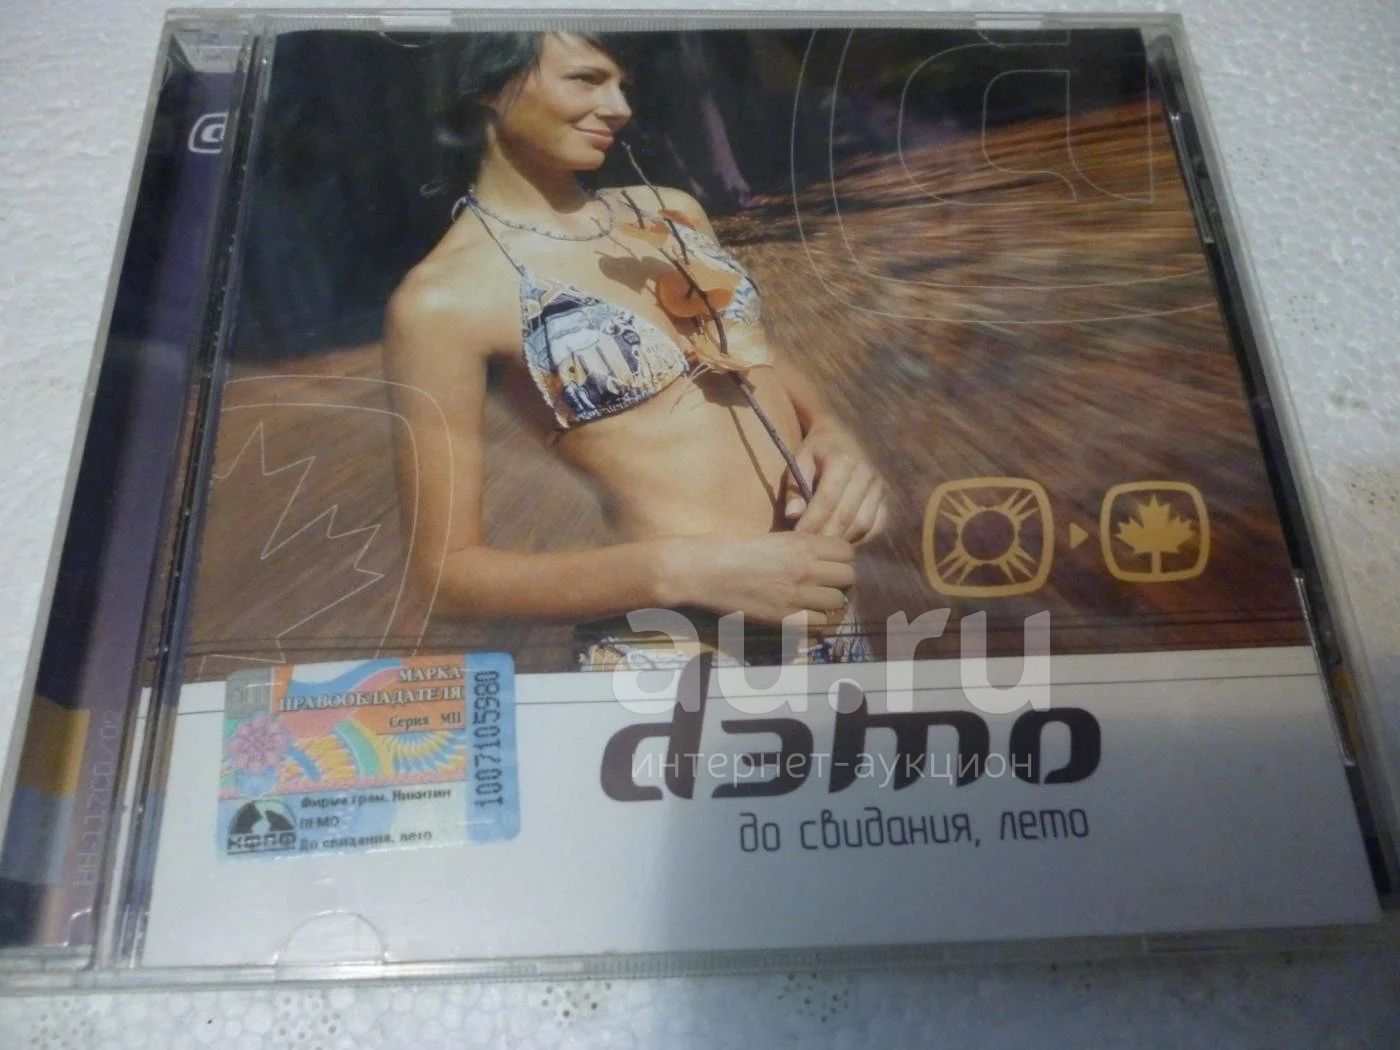 МАРКА
ПРАВООБЛАДАТЕЛЯ
Серия МП
1007105980
Фирма грам. Никитин
ДЕМО
До свидания, лето
КФПФ
au.ru
дэмо
интернет-аукцион
до свидания, лето